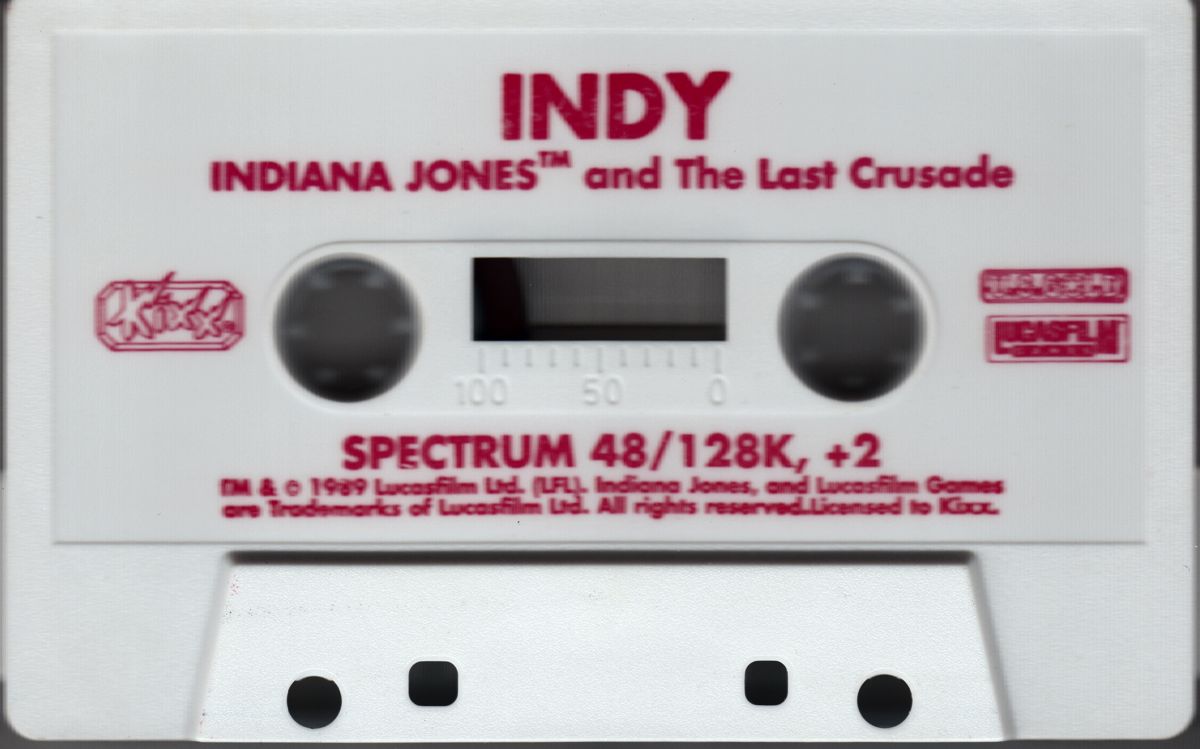 INDY
INDIANA JONES™ and The Last Crusade
Kixx
LUCASFILM
GAMES
100 50 0
SPECTRUM 48/128K, +2
TM & © 1989 Lucasfilm Ltd. (LFL). Indiana Jones, and Lucasfilm Games
are Trademarks of Lucasfilm Ltd. All rights reserved.Licensed to Kixx.